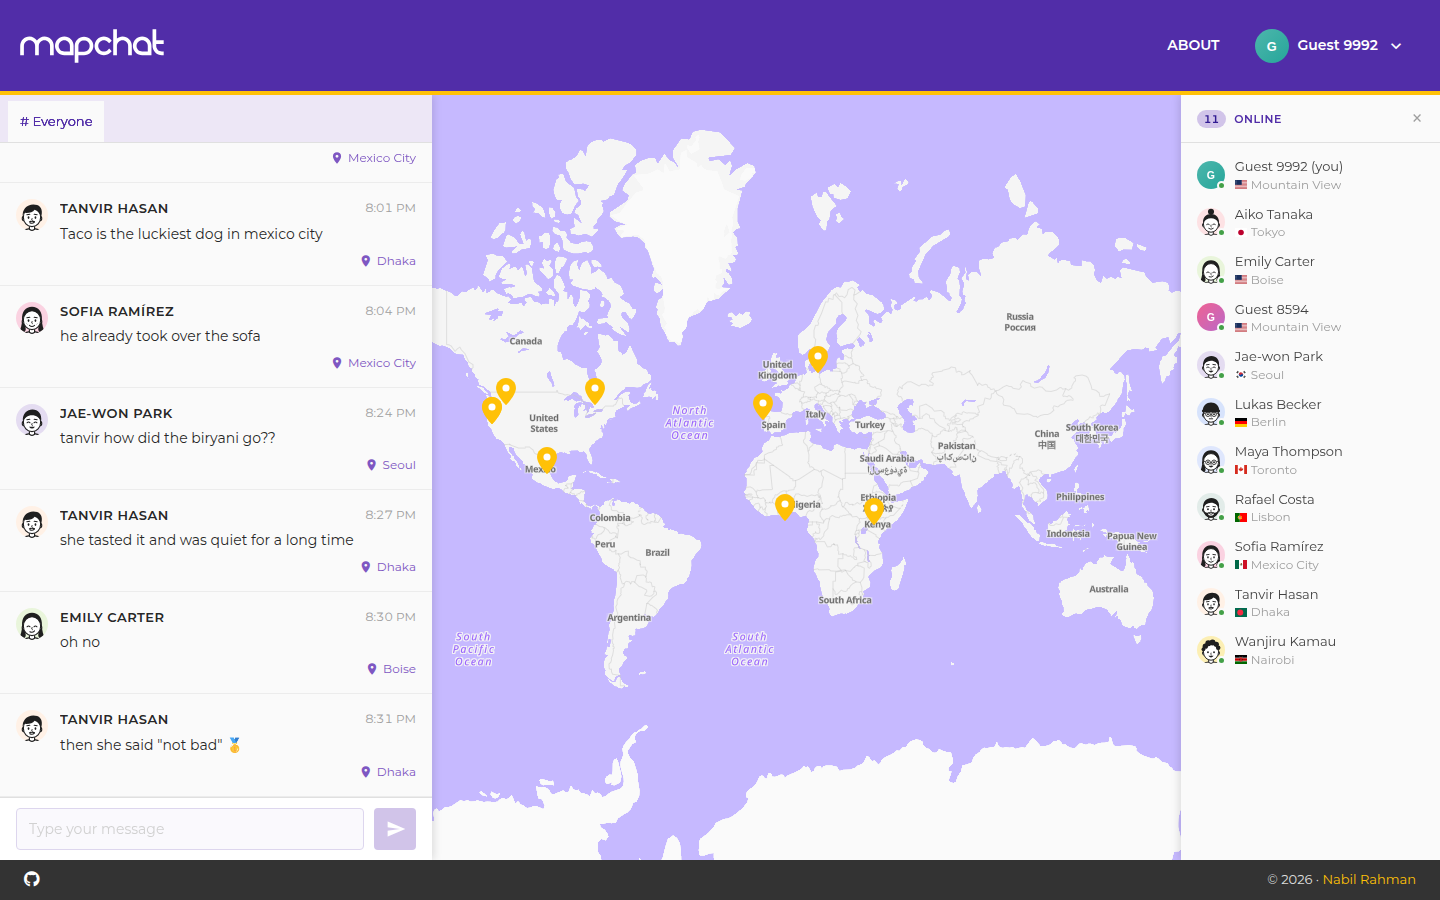 mapchat
ABOUT
G
Guest 9992
# Everyone
Mexico City
TANVIR HASAN
8:01 PM
Taco is the luckiest dog in mexico city
Dhaka
SOFIA RAMÍREZ
8:04 PM
he already took over the sofa
Mexico City
JAE-WON PARK
8:24 PM
tanvir how did the biryani go??
Seoul
TANVIR HASAN
8:27 PM
she tasted it and was quiet for a long time
Dhaka
EMILY CARTER
8:30 PM
oh no
Boise
TANVIR HASAN
8:31 PM
then she said "not bad" 🥇
Dhaka
Type your message
Russia
Россия
Canada
United
Kingdom
North
Atlantic
Ocean
United
States
Italy
Spain
Turkey
China
中国
South Korea
대한민국
Pakistan
پاکستان
Saudi Arabia
السعودية
Mexico
Ethiopia
Philippines
Colombia
Kenya
Indonesia
Papua New
Guinea
Peru
Brazil
Australia
South Africa
Argentina
South
Pacific
Ocean
South
Atlantic
Ocean
11 ONLINE
×
G
Guest 9992 (you)
Mountain View
Aiko Tanaka
Tokyo
Emily Carter
Boise
G
Guest 8594
Mountain View
Jae-won Park
Seoul
Lukas Becker
Berlin
Maya Thompson
Toronto
Rafael Costa
Lisbon
Sofia Ramírez
Mexico City
Tanvir Hasan
Dhaka
Wanjiru Kamau
Nairobi
© 2026 · Nabil Rahman